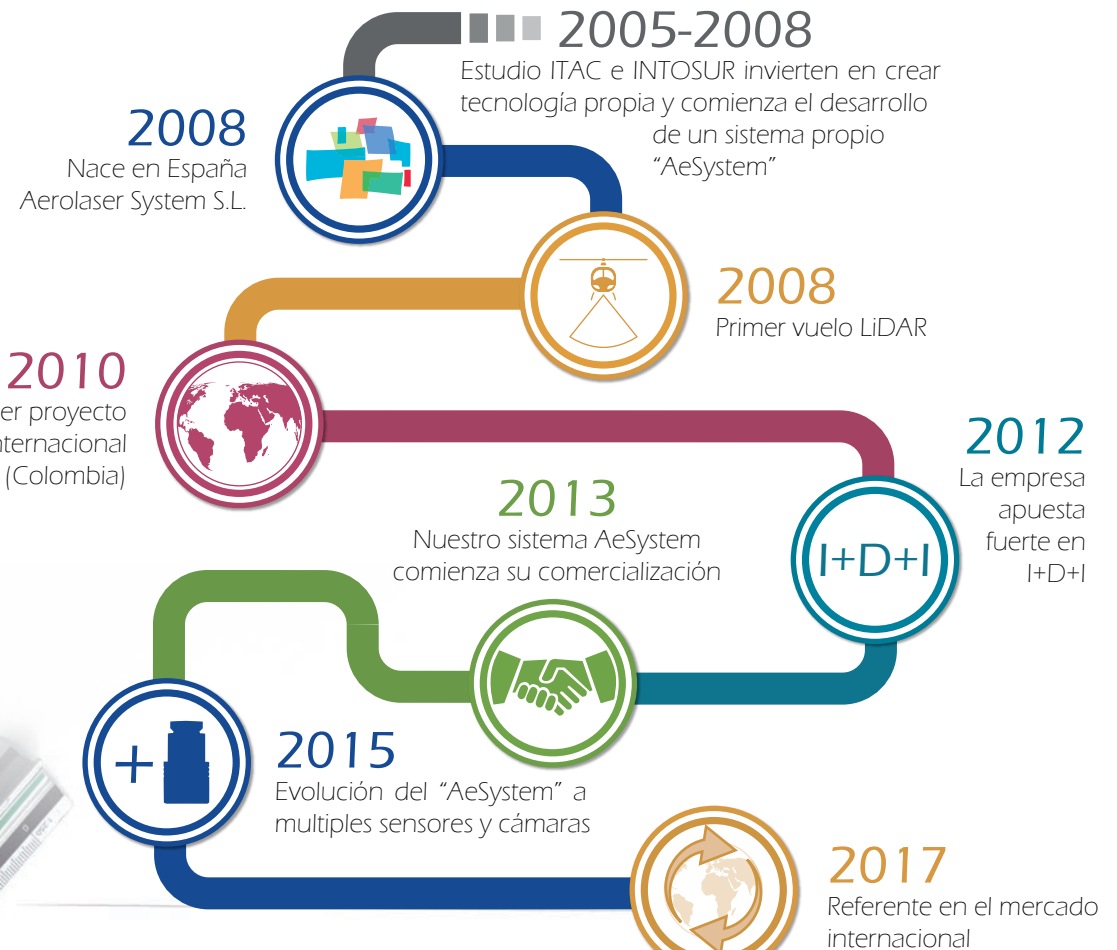 2005-2008
Estudio ITAC e INTOSUR invierten en crear
tecnología propia y comienza el desarrollo
de un sistema propio
“AeSystem”
2008
Nace en España
Aerolaser System S.L.
2008
Primer vuelo LiDAR
2010
er proyecto
nternacional
(Colombia)
2012
La empresa
apuesta
fuerte en
I+D+I
I+D+I
2013
Nuestro sistema AeSystem
comienza su comercialización
+
2015
Evolución del “AeSystem” a
multiples sensores y cámaras
2017
Referente en el mercado
internacional